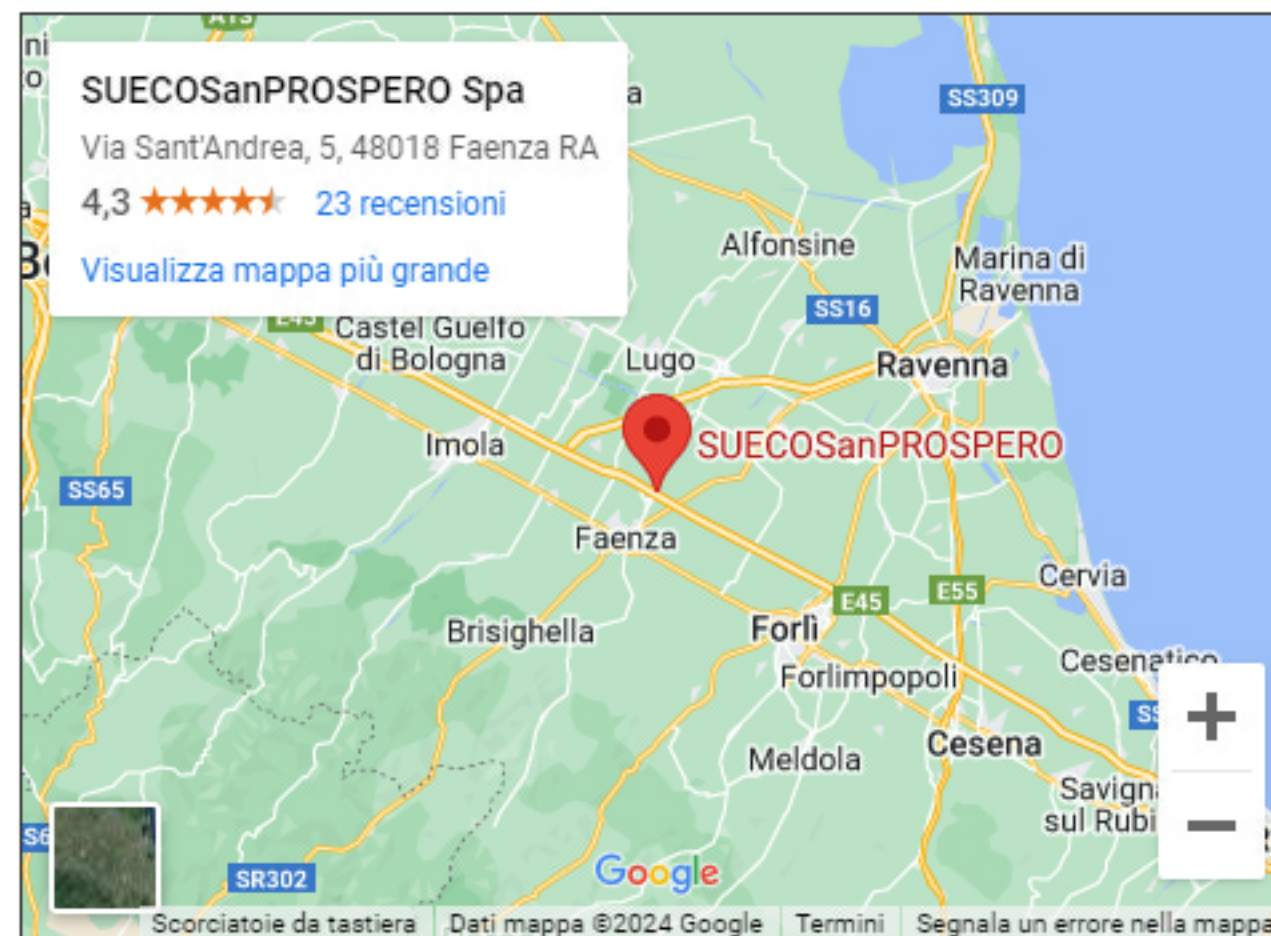 A13
SUECOSanPROSPERO Spa
Via Sant'Andrea, 5, 48018 Faenza RA
4,3
23 recensioni
Visualizza mappa più grande
SS309
Alfonsine
Marina di
Ravenna
SS16
E45
Castel Guelfo
di Bologna
Lugo
Ravenna
Imola
SUECOSanPROSPERO
SS65
Faenza
Cervia
E45
E55
Brisighella
Forlì
Cesenatico
Forlimpopoli
Cesena
Meldola
Savign
sul Rubi
SR302
Google
Scorciatoie da tastiera
Dati mappa ©2024 Google
Termini
Segnala un errore nella mappa